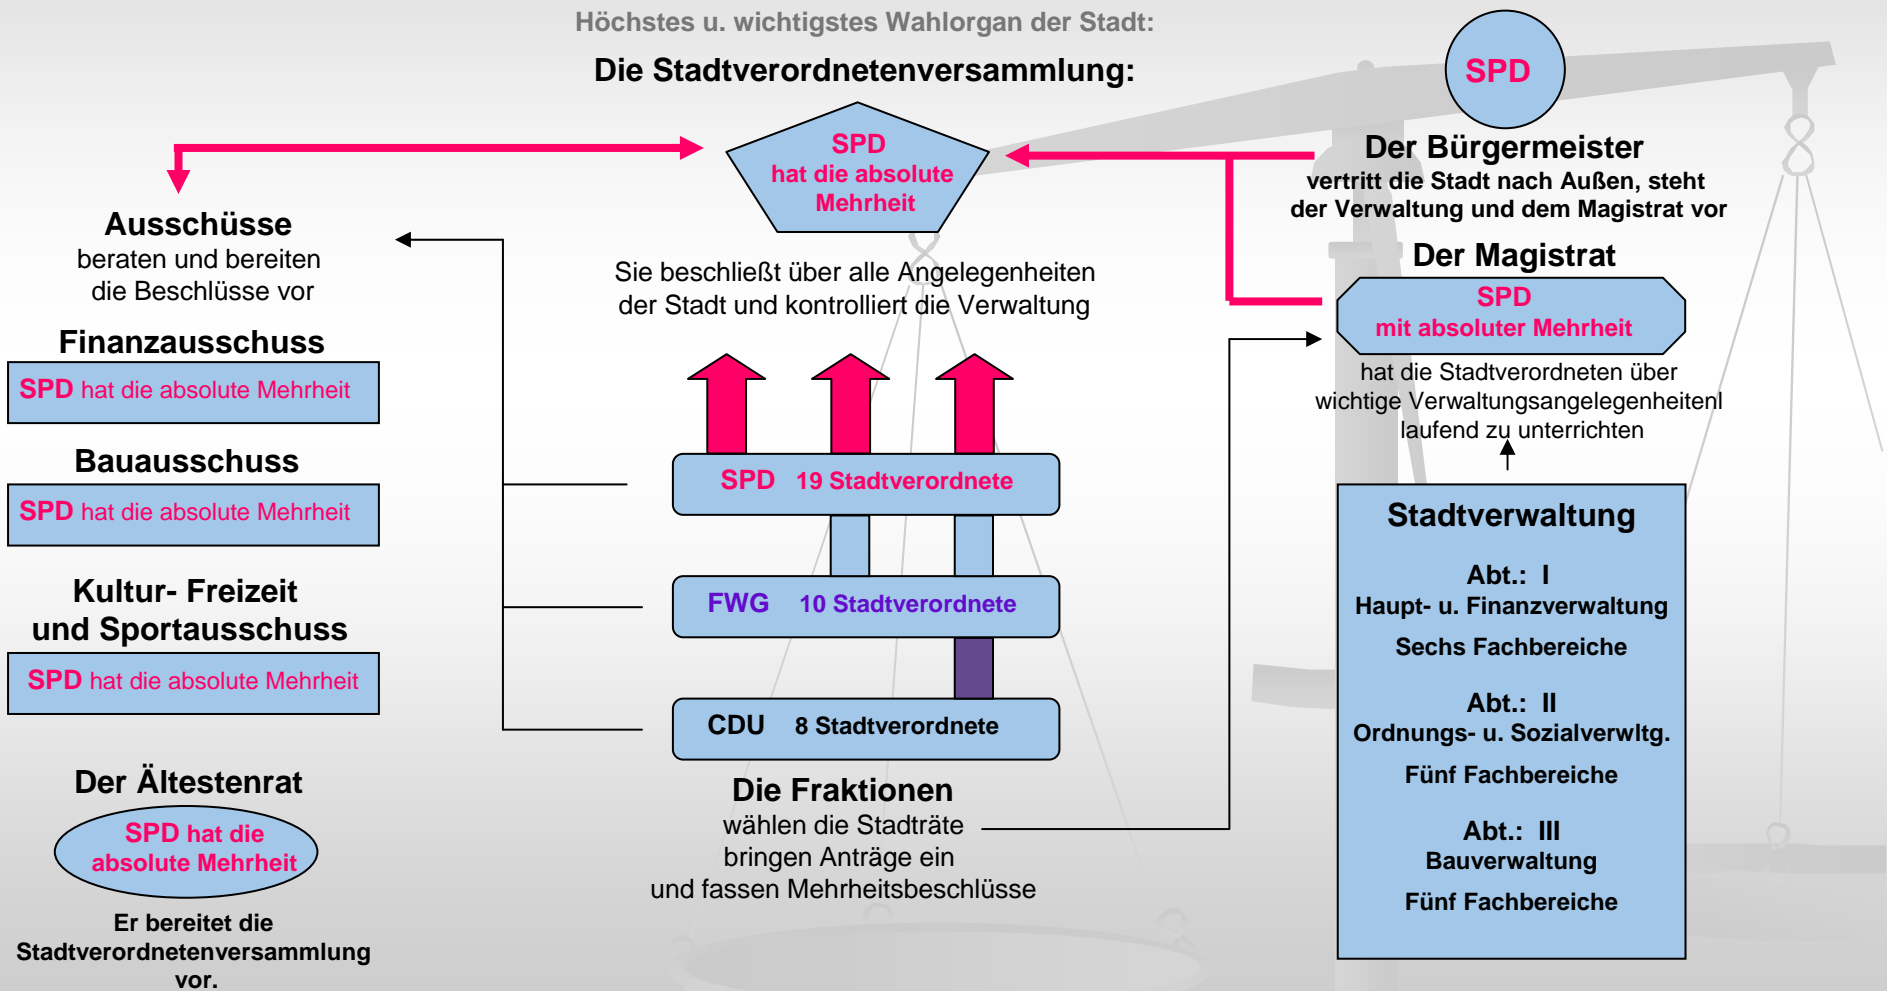 Höchstes u. wichtigstes Wahlorgan der Stadt:
Die Stadtverordnetenversammlung:
SPD
hat die absolute
Mehrheit
Sie beschließt über alle Angelegenheiten
der Stadt und kontrolliert die Verwaltung
SPD 19 Stadtverordnete
FWG 10 Stadtverordnete
CDU 8 Stadtverordnete
Die Fraktionen
wählen die Stadträte
bringen Anträge ein
und fassen Mehrheitsbeschlüsse
Ausschüsse
beraten und bereiten
die Beschlüsse vor
Finanzausschuss
SPD hat die absolute Mehrheit
Bauausschuss
SPD hat die absolute Mehrheit
Kultur- Freizeit
und Sportausschuss
SPD hat die absolute Mehrheit
Der Ältestenrat
SPD hat die
absolute Mehrheit
Er bereitet die
Stadtverordnetenversammlung
vor.
SPD
Der Bürgermeister
vertritt die Stadt nach Außen, steht
der Verwaltung und dem Magistrat vor
Der Magistrat
SPD
mit absoluter Mehrheit
hat die Stadtverordneten über
wichtige Verwaltungsangelegenheitenl
laufend zu unterrichten
Stadtverwaltung
Abt.: I
Haupt- u. Finanzverwaltung
Sechs Fachbereiche
Abt.: II
Ordnungs- u. Sozialverwltg.
Fünf Fachbereiche
Abt.: III
Bauverwaltung
Fünf Fachbereiche